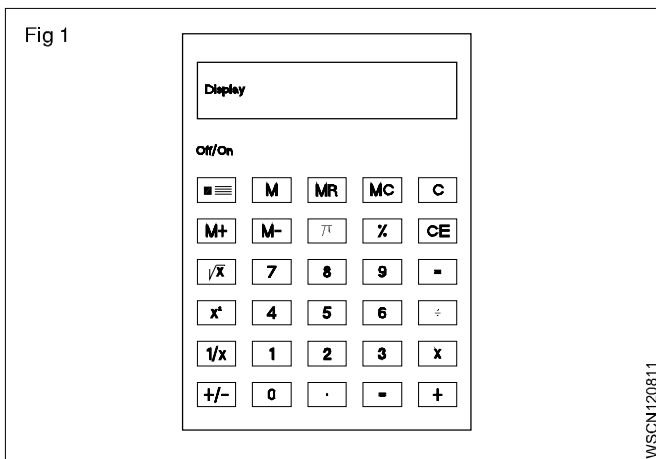 Fig 1
Display
Off/On
M MR MC C
M+ M- π % CE
√x 7 8 9 -
x² 4 5 6 ÷
1/x 1 2 3 x
+/- 0 . = +
WSCN120811